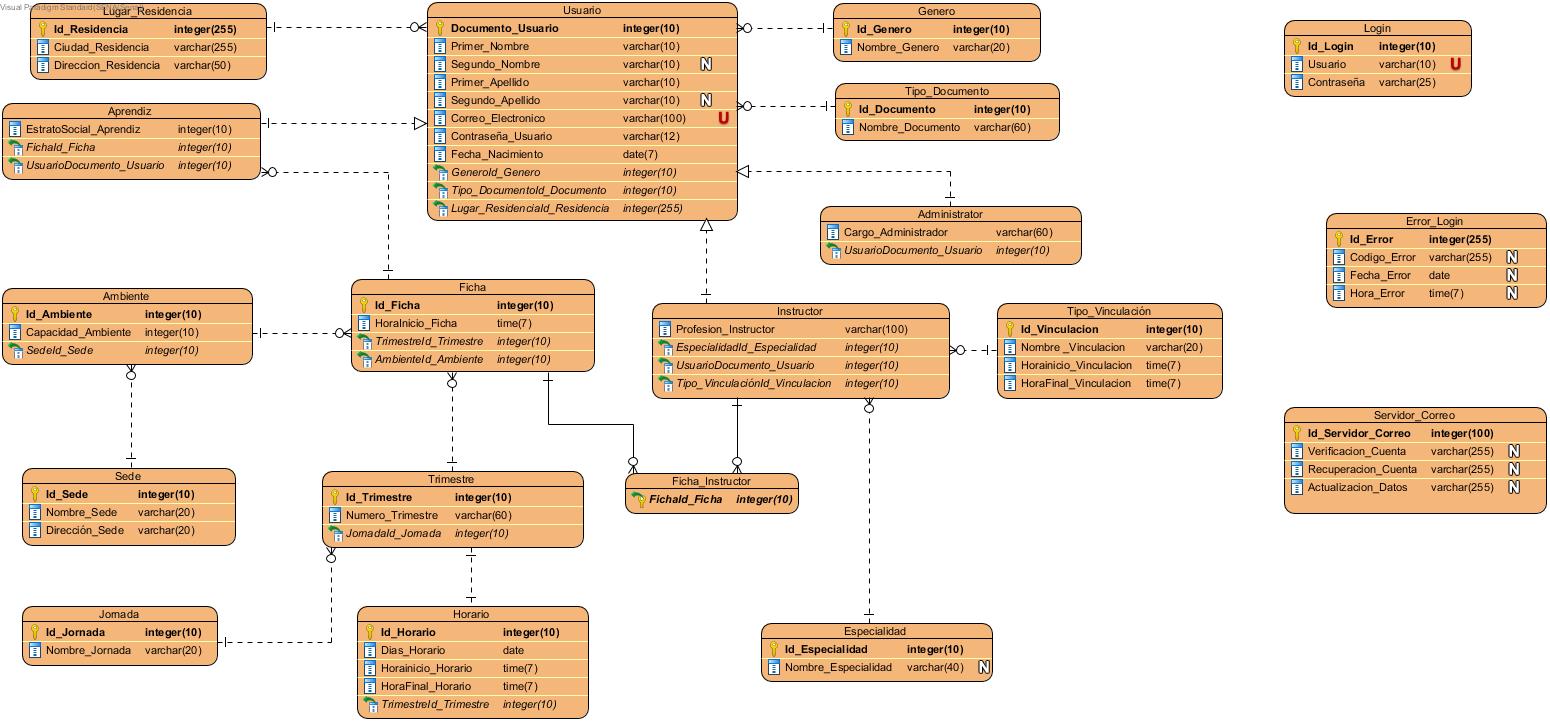 Visual Paradigm Standard(SENA
Lugar_Residencia
Id_Residencia integer(255)
Ciudad_Residencia varchar(255)
Direccion_Residencia varchar(50)
Usuario
Documento_Usuario integer(10)
Primer_Nombre varchar(10)
Segundo_Nombre varchar(10) N
Primer_Apellido varchar(10)
Segundo_Apellido varchar(10) N
Correo_Electronico varchar(100) U
Contraseña_Usuario varchar(12)
Fecha_Nacimiento date(7)
GeneroId_Genero integer(10)
Tipo_DocumentoId_Documento integer(10)
Lugar_ResidenciaId_Residencia integer(255)
Genero
Id_Genero integer(10)
Nombre_Genero varchar(20)
Login
Id_Login integer(10)
Usuario varchar(10) U
Contraseña varchar(25)
Tipo_Documento
Id_Documento integer(10)
Nombre_Documento varchar(60)
Aprendiz
EstratoSocial_Aprendiz integer(10)
FichaId_Ficha integer(10)
UsuarioDocumento_Usuario integer(10)
Administrator
Cargo_Administrador varchar(60)
UsuarioDocumento_Usuario integer(10)
Error_Login
Id_Error integer(255)
Codigo_Error varchar(255) N
Fecha_Error date N
Hora_Error time(7) N
Ambiente
Id_Ambiente integer(10)
Capacidad_Ambiente integer(10)
SedeId_Sede integer(10)
Ficha
Id_Ficha integer(10)
HoraInicio_Ficha time(7)
TrimestreId_Trimestre integer(10)
AmbienteId_Ambiente integer(10)
Instructor
Profesion_Instructor varchar(100)
EspecialidadId_Especialidad integer(10)
UsuarioDocumento_Usuario integer(10)
Tipo_VinculaciónId_Vinculacion integer(10)
Tipo_Vinculación
Id_Vinculacion integer(10)
Nombre _Vinculacion varchar(20)
Horainicio_Vinculacion time(7)
HoraFinal_Vinculacion time(7)
Servidor_Correo
Id_Servidor_Correo integer(100)
Verificacion_Cuenta varchar(255) N
Recuperacion_Cuenta varchar(255) N
Actualizacion_Datos varchar(255) N
Sede
Id_Sede integer(10)
Nombre_Sede varchar(20)
Dirección_Sede varchar(20)
Trimestre
Id_Trimestre integer(10)
Numero_Trimestre varchar(60)
JornadaId_Jornada integer(10)
Ficha_Instructor
FichaId_Ficha integer(10)
Jornada
Id_Jornada integer(10)
Nombre_Jornada varchar(20)
Horario
Id_Horario integer(10)
Dias_Horario date
Horainicio_Horario time(7)
HoraFinal_Horario time(7)
TrimestreId_Trimestre integer(10)
Especialidad
Id_Especialidad integer(10)
Nombre_Especialidad varchar(40) N